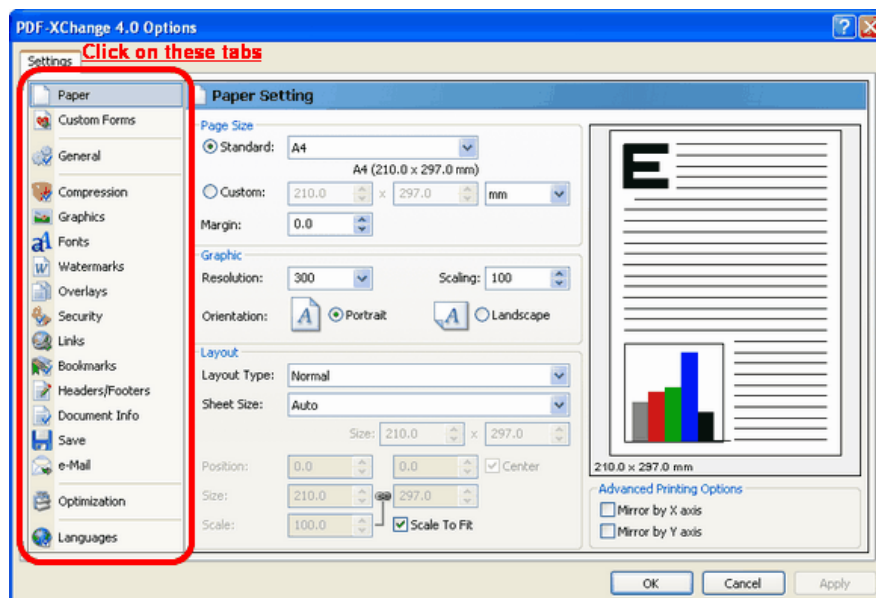 PDF-XChange 4.0 Options
Settings
Click on these tabs
Paper
Custom Forms
General
Compression
Graphics
Fonts
Watermarks
Overlays
Security
Links
Bookmarks
Headers/Footers
Document Info
Save
e-Mail
Optimization
Languages
Paper Setting
Page Size
Standard: A4
A4 (210.0 x 297.0 mm)
Custom: 210.0 x 297.0 mm
Margin: 0.0
Graphic
Resolution: 300 Scaling: 100
Orientation: A Portrait A Landscape
Layout
Layout Type: Normal
Sheet Size: Auto
Size: 210.0 x 297.0
Position: 0.0 0.0 Center
Size: 210.0 297.0
Scale: 100.0 Scale To Fit
E
210.0 x 297.0 mm
Advanced Printing Options
Mirror by X axis
Mirror by Y axis
OK Cancel Apply